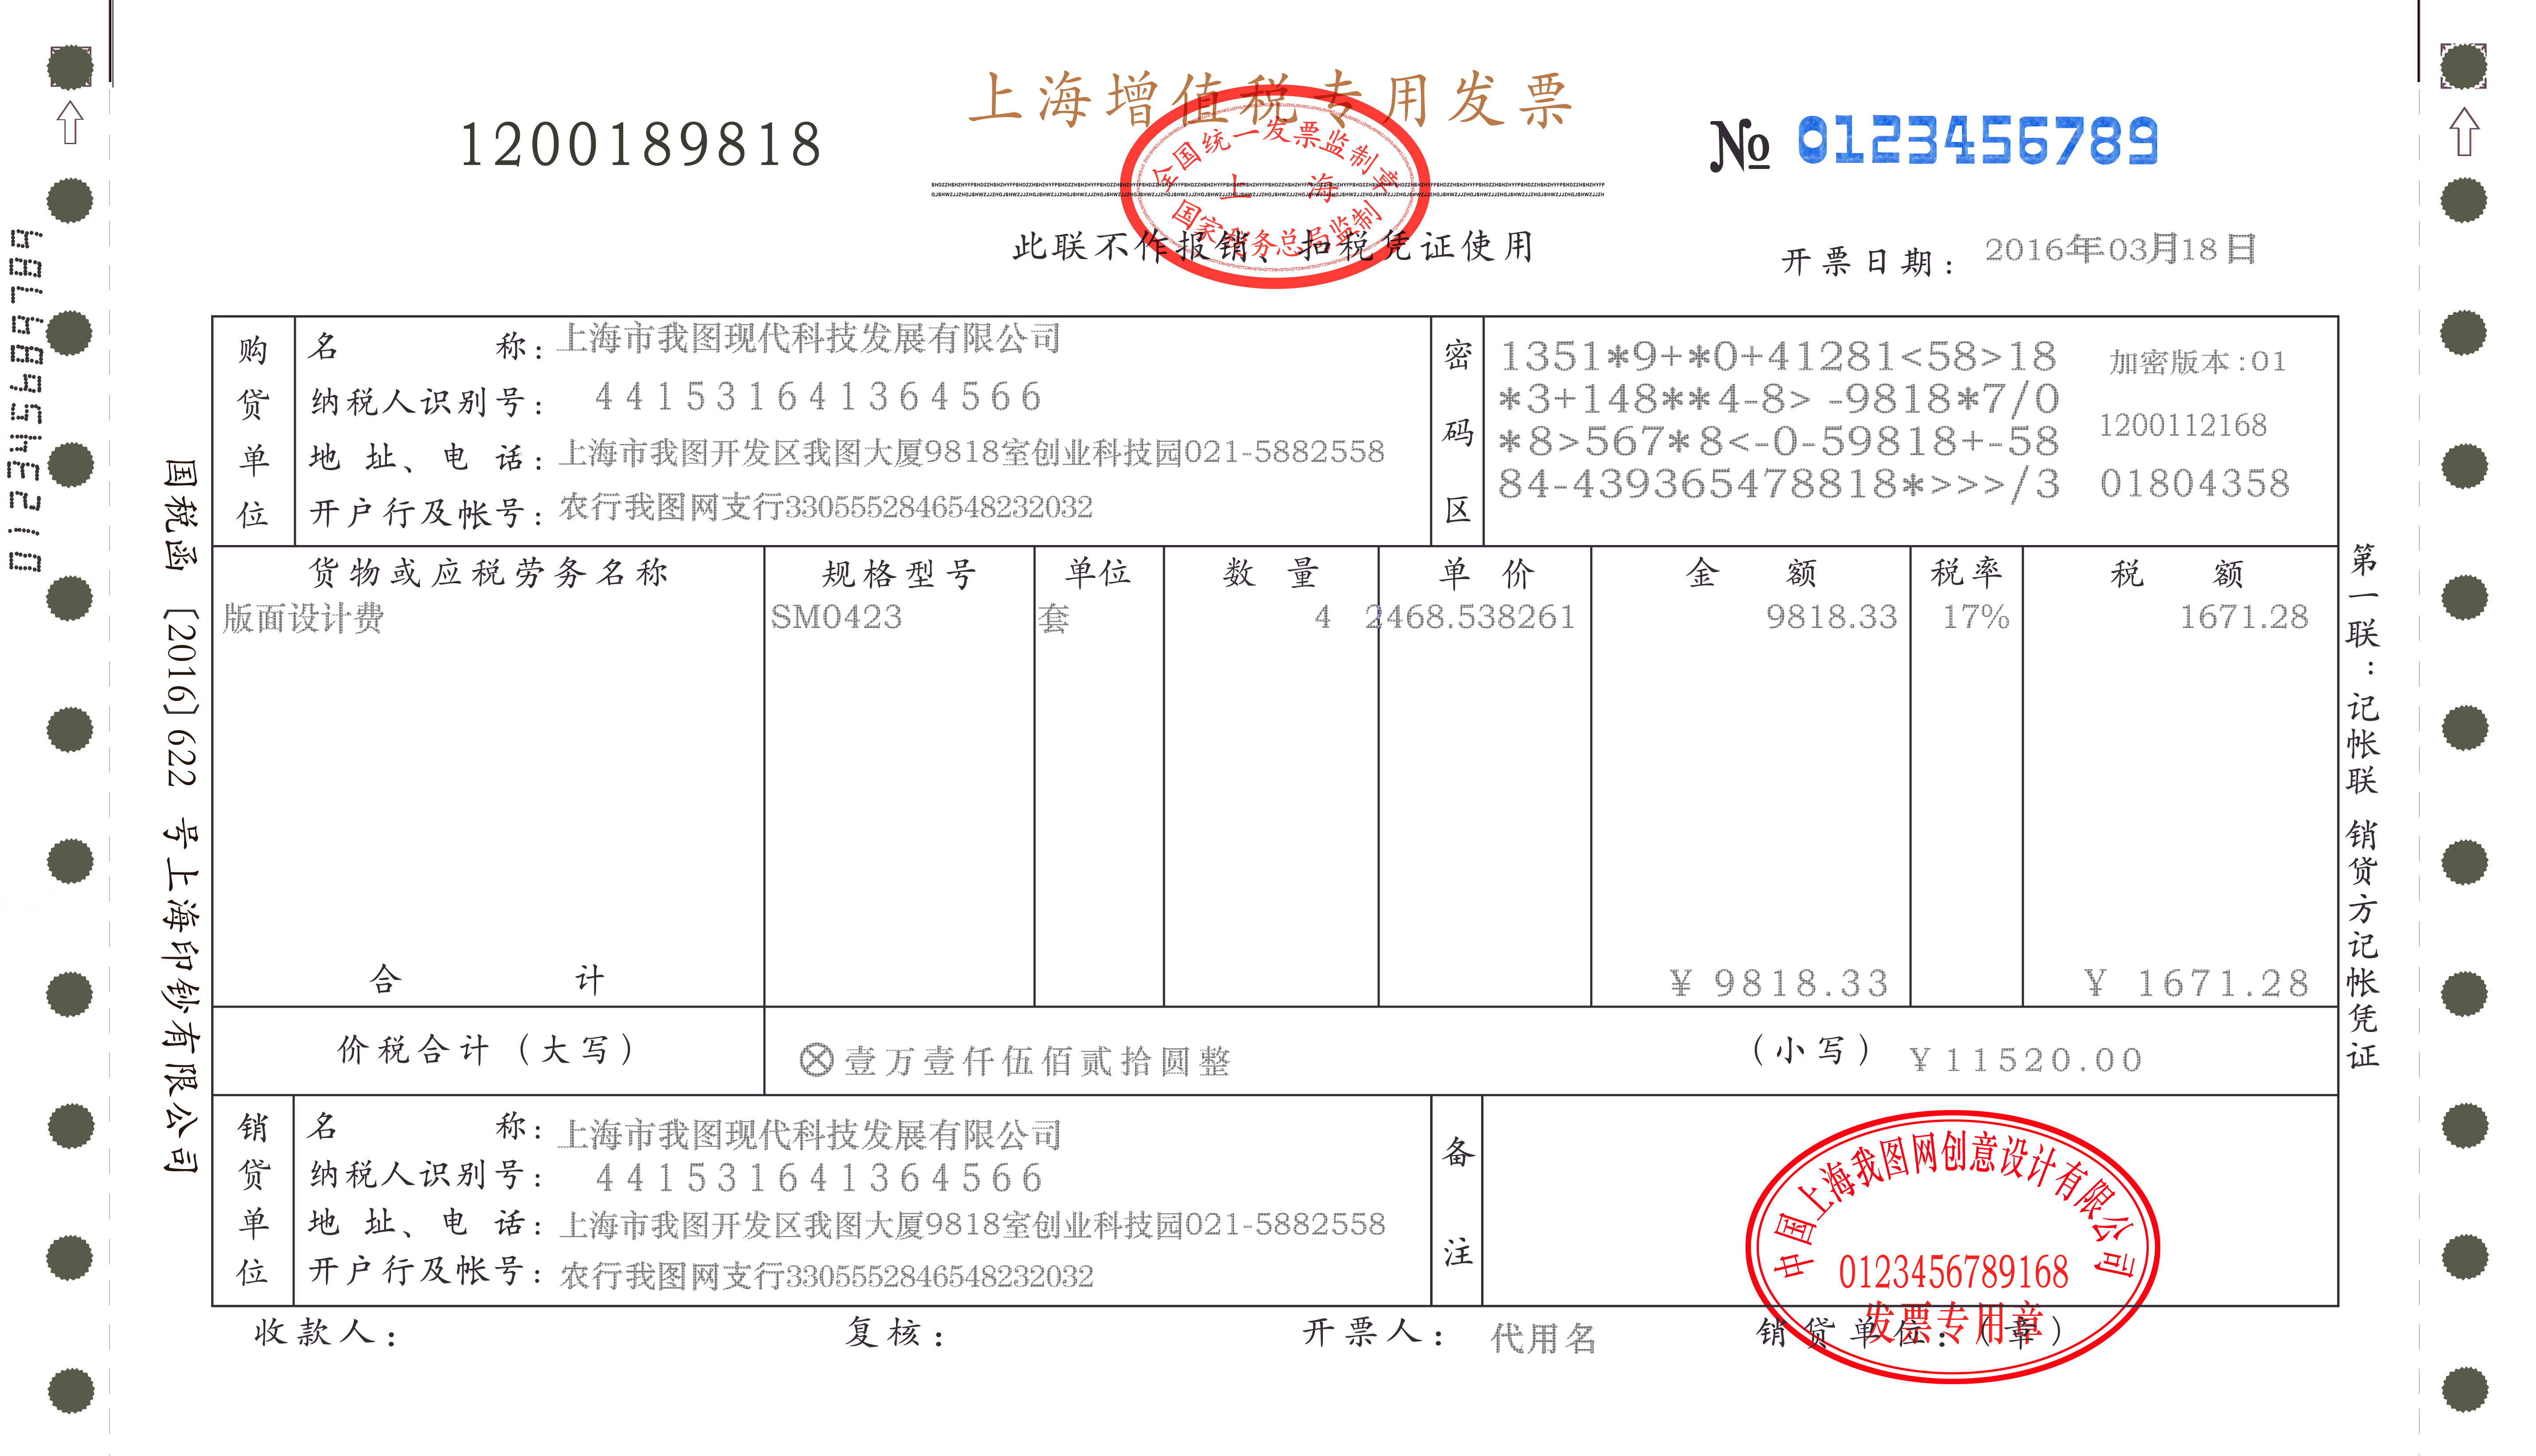 上海增值税专用发票
1200189818
№ 0123456789
全国统一发票监制章
上海
国家税务总局监制
此联不作报销、扣税凭证使用
开票日期: 2016年03月18日
0123456789
国税函 [2016] 622 号上海印钞有限公司
购贷单位
名 称: 上海市我图现代科技发展有限公司
纳税人识别号: 441531641364566
地 址、电 话: 上海市我图开发区我图大厦9818室创业科技园021-5882558
开户行及帐号: 农行我图网支行3305552846548232032
密码区
1351*9+*0+41281<58>18 加密版本:01
*3+148**4-8> -9818*7/0
1200112168
*8>567*8<-0-59818+-58
84-439365478818*>>>/3 01804358
货物或应税劳务名称 规格型号 单位 数 量 单 价 金 额 税率 税 额
版面设计费 SM0423 套 4 2468.538261 9818.33 17% 1671.28
合 计 ¥ 9818.33 ¥ 1671.28
价税合计（大写） ⊗壹万壹仟伍佰贰拾圆整 （小写） ¥11520.00
销贷单位
名 称: 上海市我图现代科技发展有限公司
纳税人识别号: 441531641364566
地 址、电 话: 上海市我图开发区我图大厦9818室创业科技园021-5882558
开户行及帐号: 农行我图网支行3305552846548232032
备注
中国上海我图网创意设计有限公司
0123456789168
发票专用章
收款人: 复核: 开票人: 代用名 销贷单位:（章）
第一联:记帐联 销贷方记帐凭证